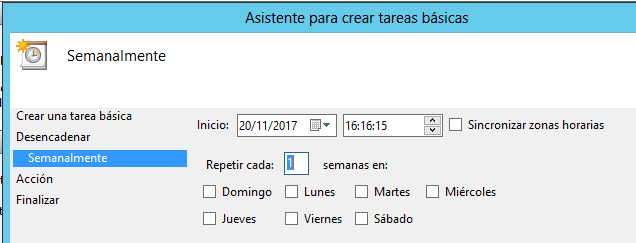 Asistente para crear tareas básicas
Semanalmente
Crear una tarea básica
Desencadenar
Semanalmente
Acción
Finalizar
Inicio: 20/11/2017 16:16:15 Sincronizar zonas horarias
Repetir cada: 1 semanas en:
Domingo Lunes Martes Miércoles
Jueves Viernes Sábado